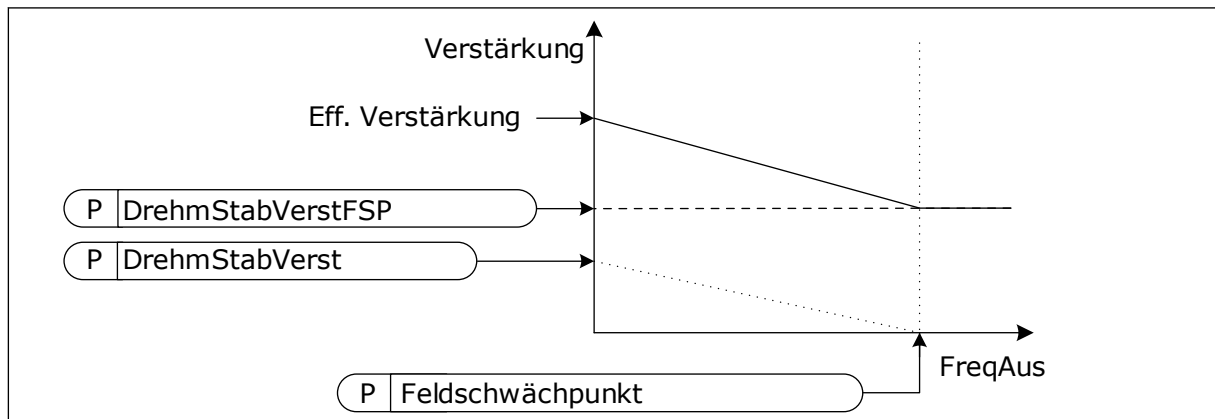 Verstärkung
Eff. Verstärkung
P DrehmStabVerstFSP
P DrehmStabVerst
FreqAus
P Feldschwächpunkt